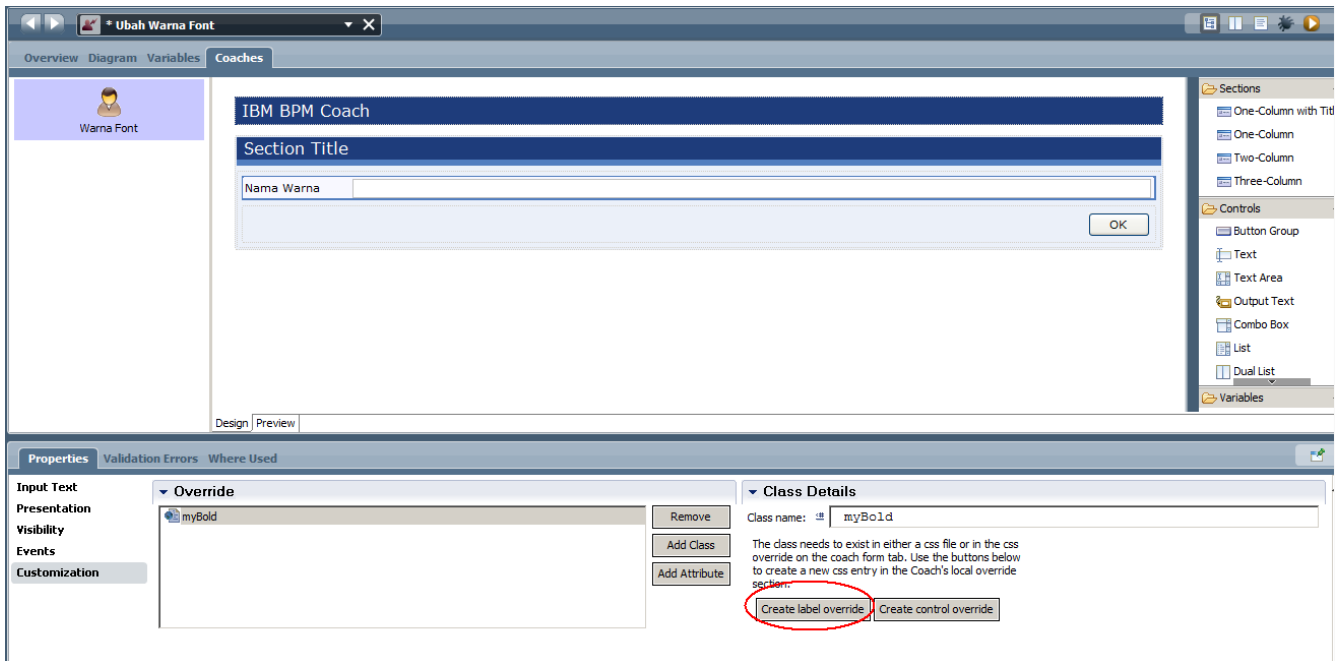 * Ubah Warna Font
Overview Diagram Variables Coaches
Warna Font
IBM BPM Coach
Section Title
Nama Warna
OK
Design Preview
Sections
One-Column with Titl
One-Column
Two-Column
Three-Column
Controls
Button Group
Text
Text Area
Output Text
Combo Box
List
Dual List
Variables
Properties Validation Errors Where Used
Input Text
Presentation
Visibility
Events
Customization
Override
myBold
Remove
Add Class
Add Attribute
Class Details
Class name: myBold
The class needs to exist in either a css file or in the css
override on the coach form tab. Use the buttons below
to create a new css entry in the Coach's local override
section.
Create label override Create control override